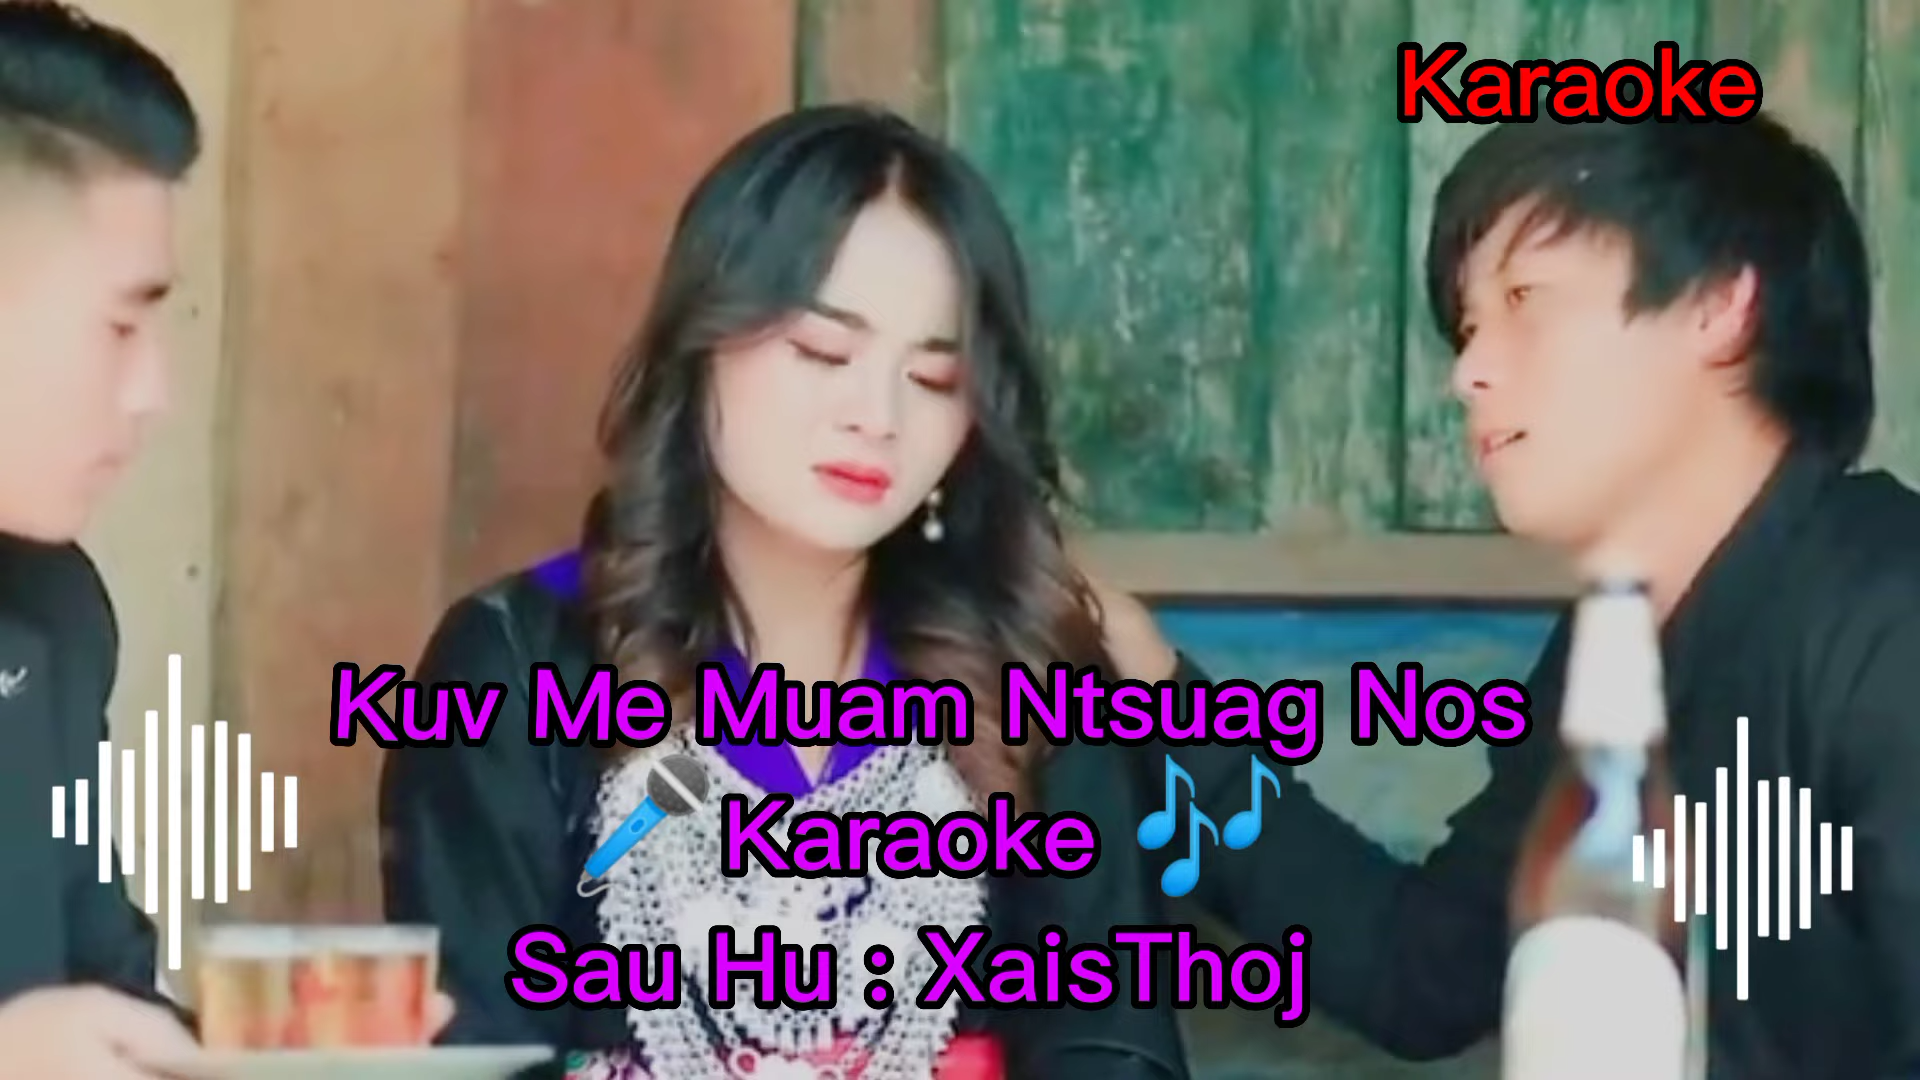 Karaoke
Kuv Me Muam Ntsuag Nos
🎤 Karaoke 🎶
Sau Hu : XaisThoj